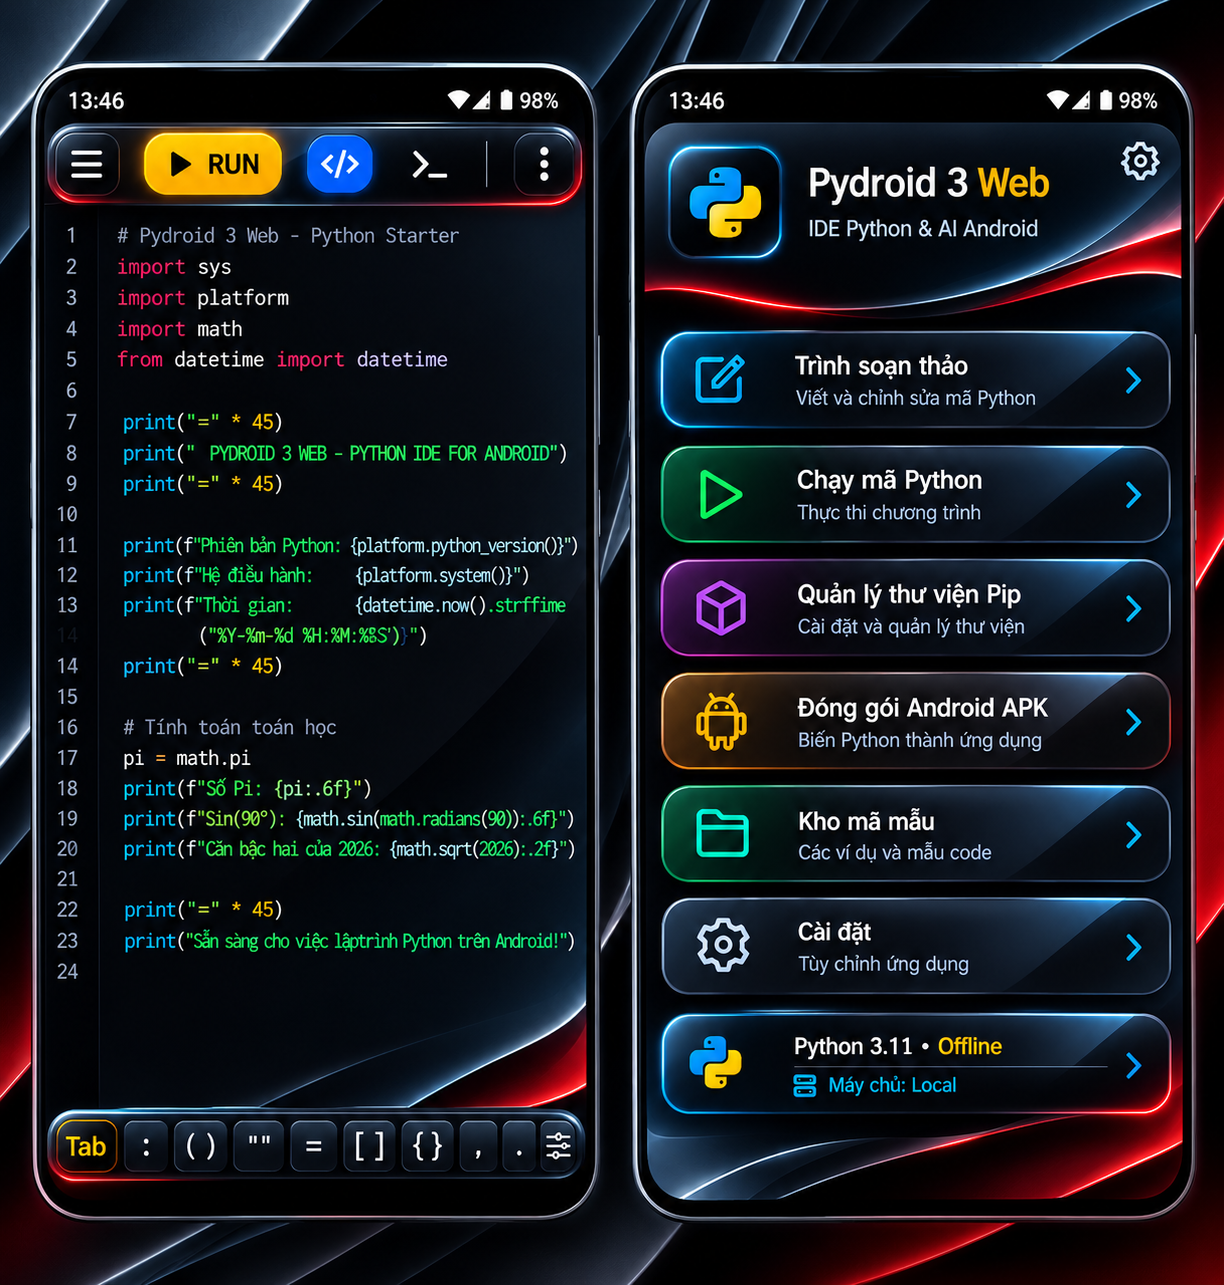 13:46
98%
RUN
</>
>_
1 # Pydroid 3 Web - Python Starter
2 import sys
3 import platform
4 import math
5 from datetime import datetime
6
7 print("=" * 45)
8 print(" PYDROID 3 WEB - PYTHON IDE FOR ANDROID")
9 print("=" * 45)
10
11 print(f"Phiên bản Python: {platform.python_version()}")
12 print(f"Hệ điều hành: {platform.system()}")
13 print(f"Thời gian: {datetime.now().strffime
14 ("%Y-%m-%d %H:%M:
14 print("=" * 45)
15
16 # Tính toán toán học
17 pi = math.pi
18 print(f"Số Pi: {pi:.6f}")
19 print(f"Sin(90°): {math.sin(math.radians(90)):.6f}")
20 print(f"Căn bậc hai của 2026: {math.sqrt(2026):.2f}")
21
22 print("=" * 45)
23 print("Sẵn sàng cho việc lậptrình Python trên Android!")
24
Tab : () "" = [] {} , .
13:46
98%
Pydroid 3 Web
IDE Python & AI Android
Trình soạn thảo
Viết và chỉnh sửa mã Python
Chạy mã Python
Thực thi chương trình
Quản lý thư viện Pip
Cài đặt và quản lý thư viện
Đóng gói Android APK
Biến Python thành ứng dụng
Kho mã mẫu
Các ví dụ và mẫu code
Cài đặt
Tùy chỉnh ứng dụng
Python 3.11 • Offline
Máy chủ: Local